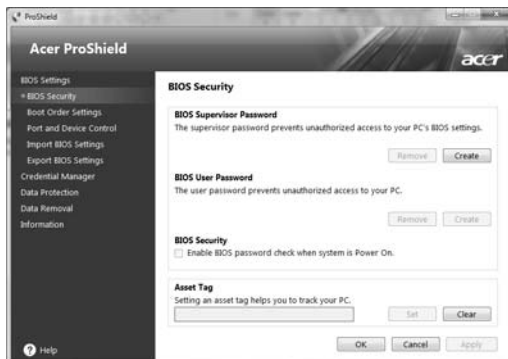 ProShield
Acer ProShield
acer
BIOS Settings
BIOS Security
Boot Order Settings
Port and Device Control
Import BIOS Settings
Export BIOS Settings
Credential Manager
Data Protection
Data Removal
Information
Help
BIOS Security
BIOS Supervisor Password
The supervisor password prevents unauthorized access to your PC's BIOS settings.
Remove Create
BIOS User Password
The user password prevents unauthorized access to your PC.
Remove Create
BIOS Security
Enable BIOS password check when system is Power On.
Asset Tag
Setting an asset tag helps you to track your PC.
Set Clear
OK Cancel Apply